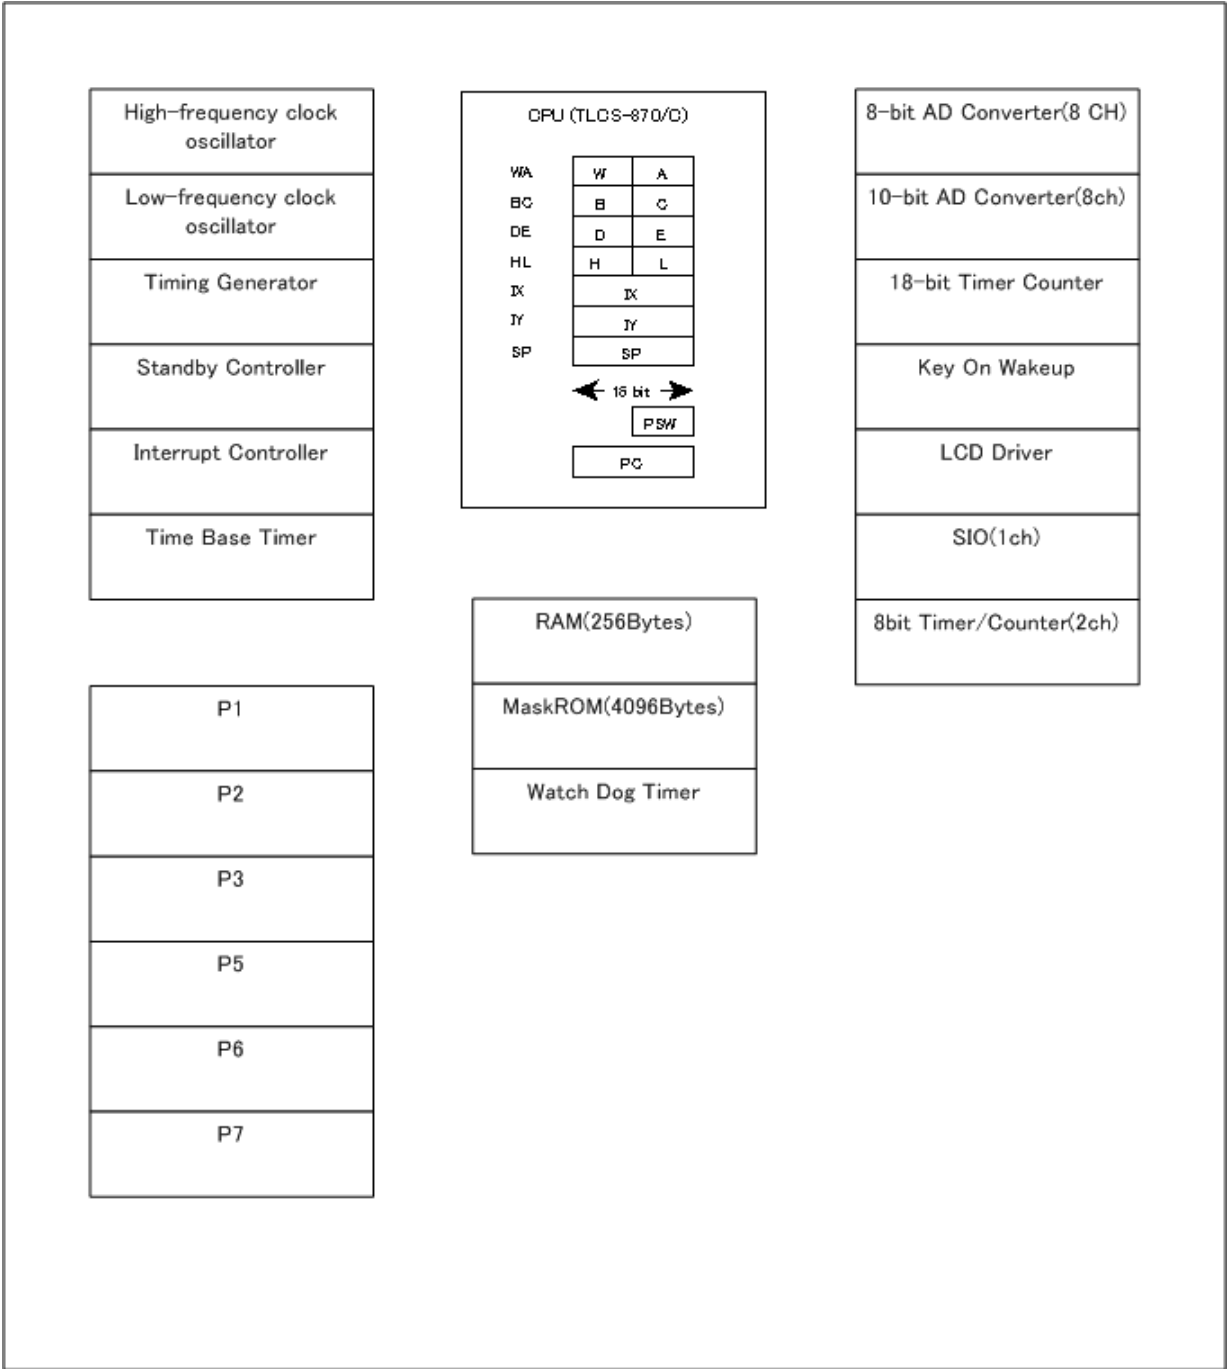 High-frequency clock
oscillator
Low-frequency clock
oscillator
Timing Generator
Standby Controller
Interrupt Controller
Time Base Timer
P1
P2
P3
P5
P6
P7
CPU (TLCS-870/C)
WA W A
BC B C
DE D E
HL H L
IX IX
IY IY
SP SP
16 bit
PSW
PC
RAM(256Bytes)
MaskROM(4096Bytes)
Watch Dog Timer
8-bit AD Converter(8 CH)
10-bit AD Converter(8ch)
18-bit Timer Counter
Key On Wakeup
LCD Driver
SIO(1ch)
8bit Timer/Counter(2ch)